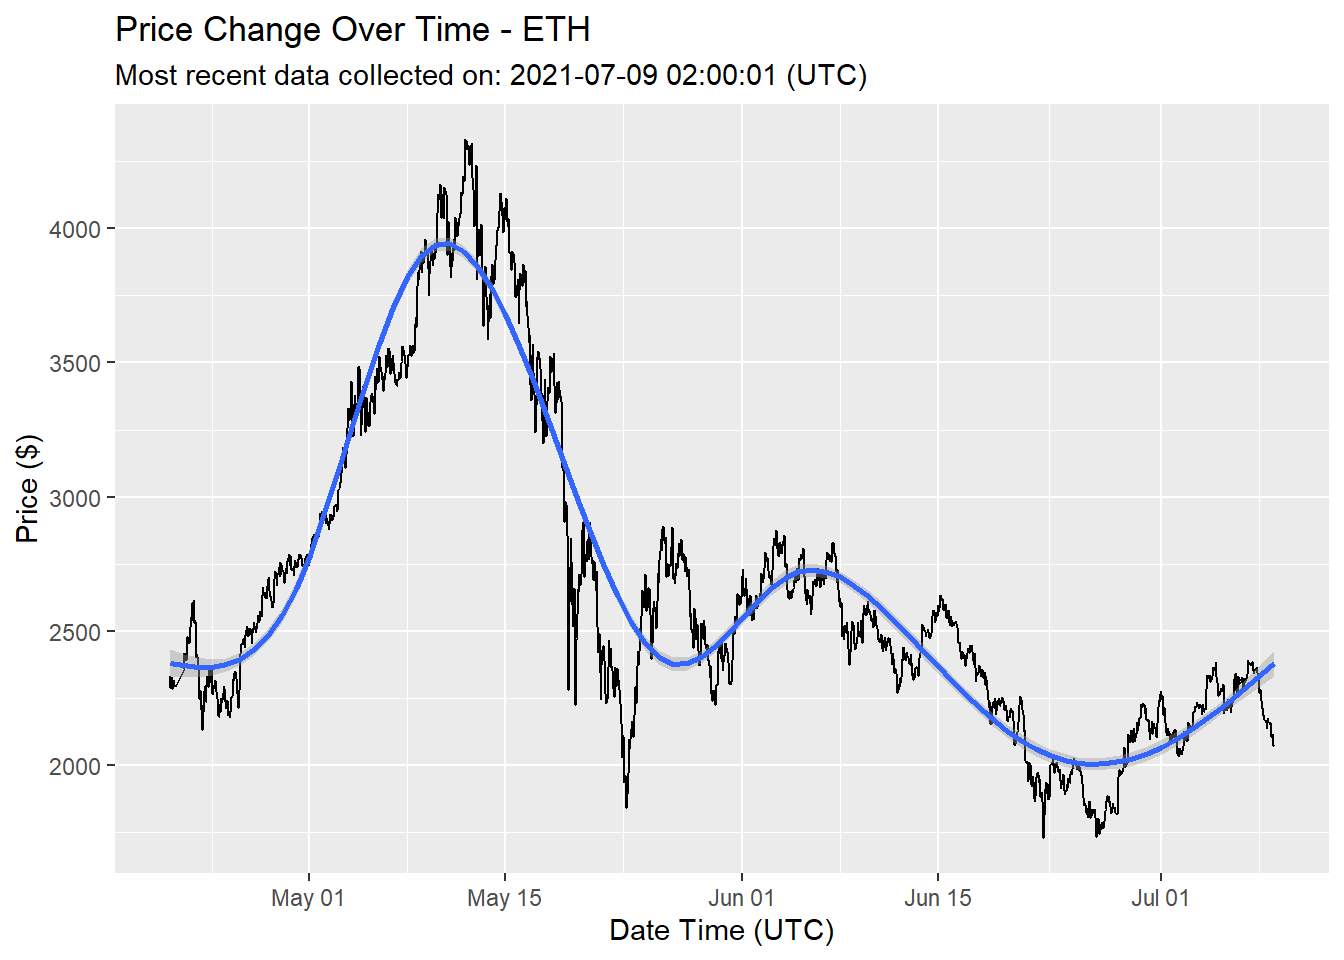 Price Change Over Time - ETH
Most recent data collected on: 2021-07-09 02:00:01 (UTC)
Price ($)
4000
3500
3000
2500
2000
May 01
May 15
Jun 01
Jun 15
Jul 01
Date Time (UTC)